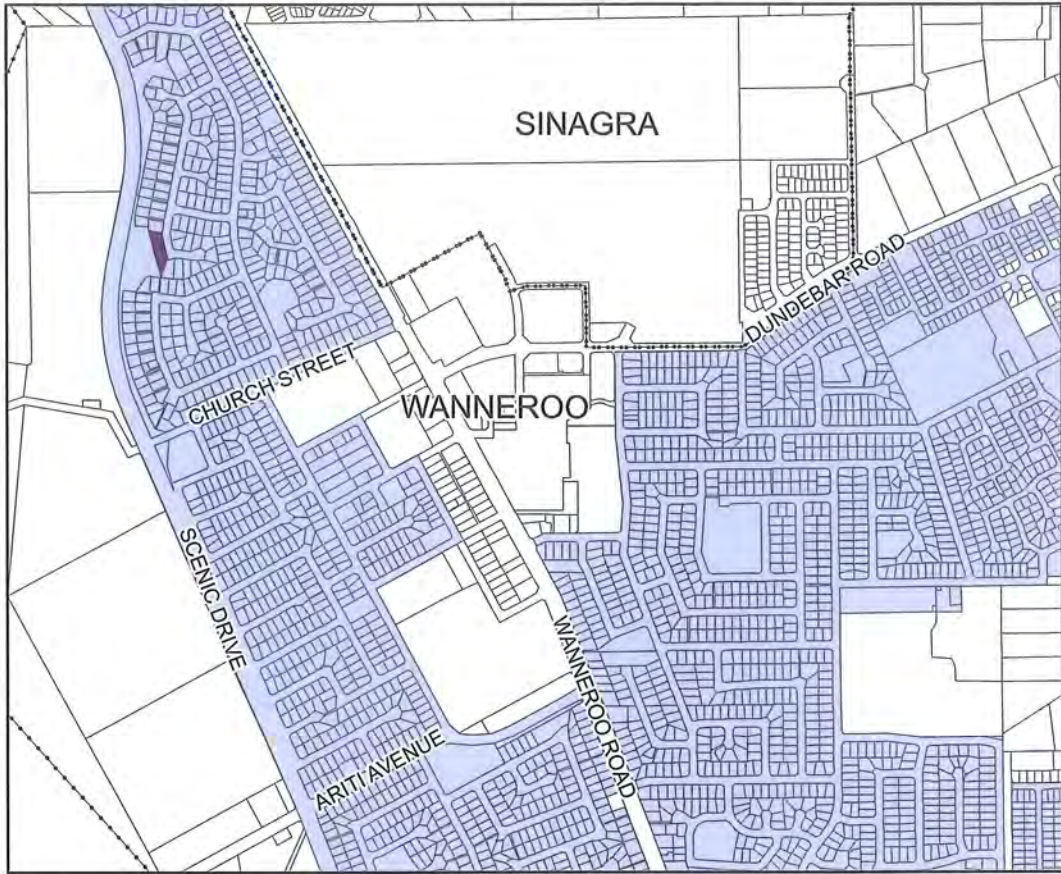 SINAGRA
DUNDEBAR ROAD
CHURCH STREET
WANNEROO
SCENIC DRIVE
WANNEROO ROAD
ARITI AVENUE